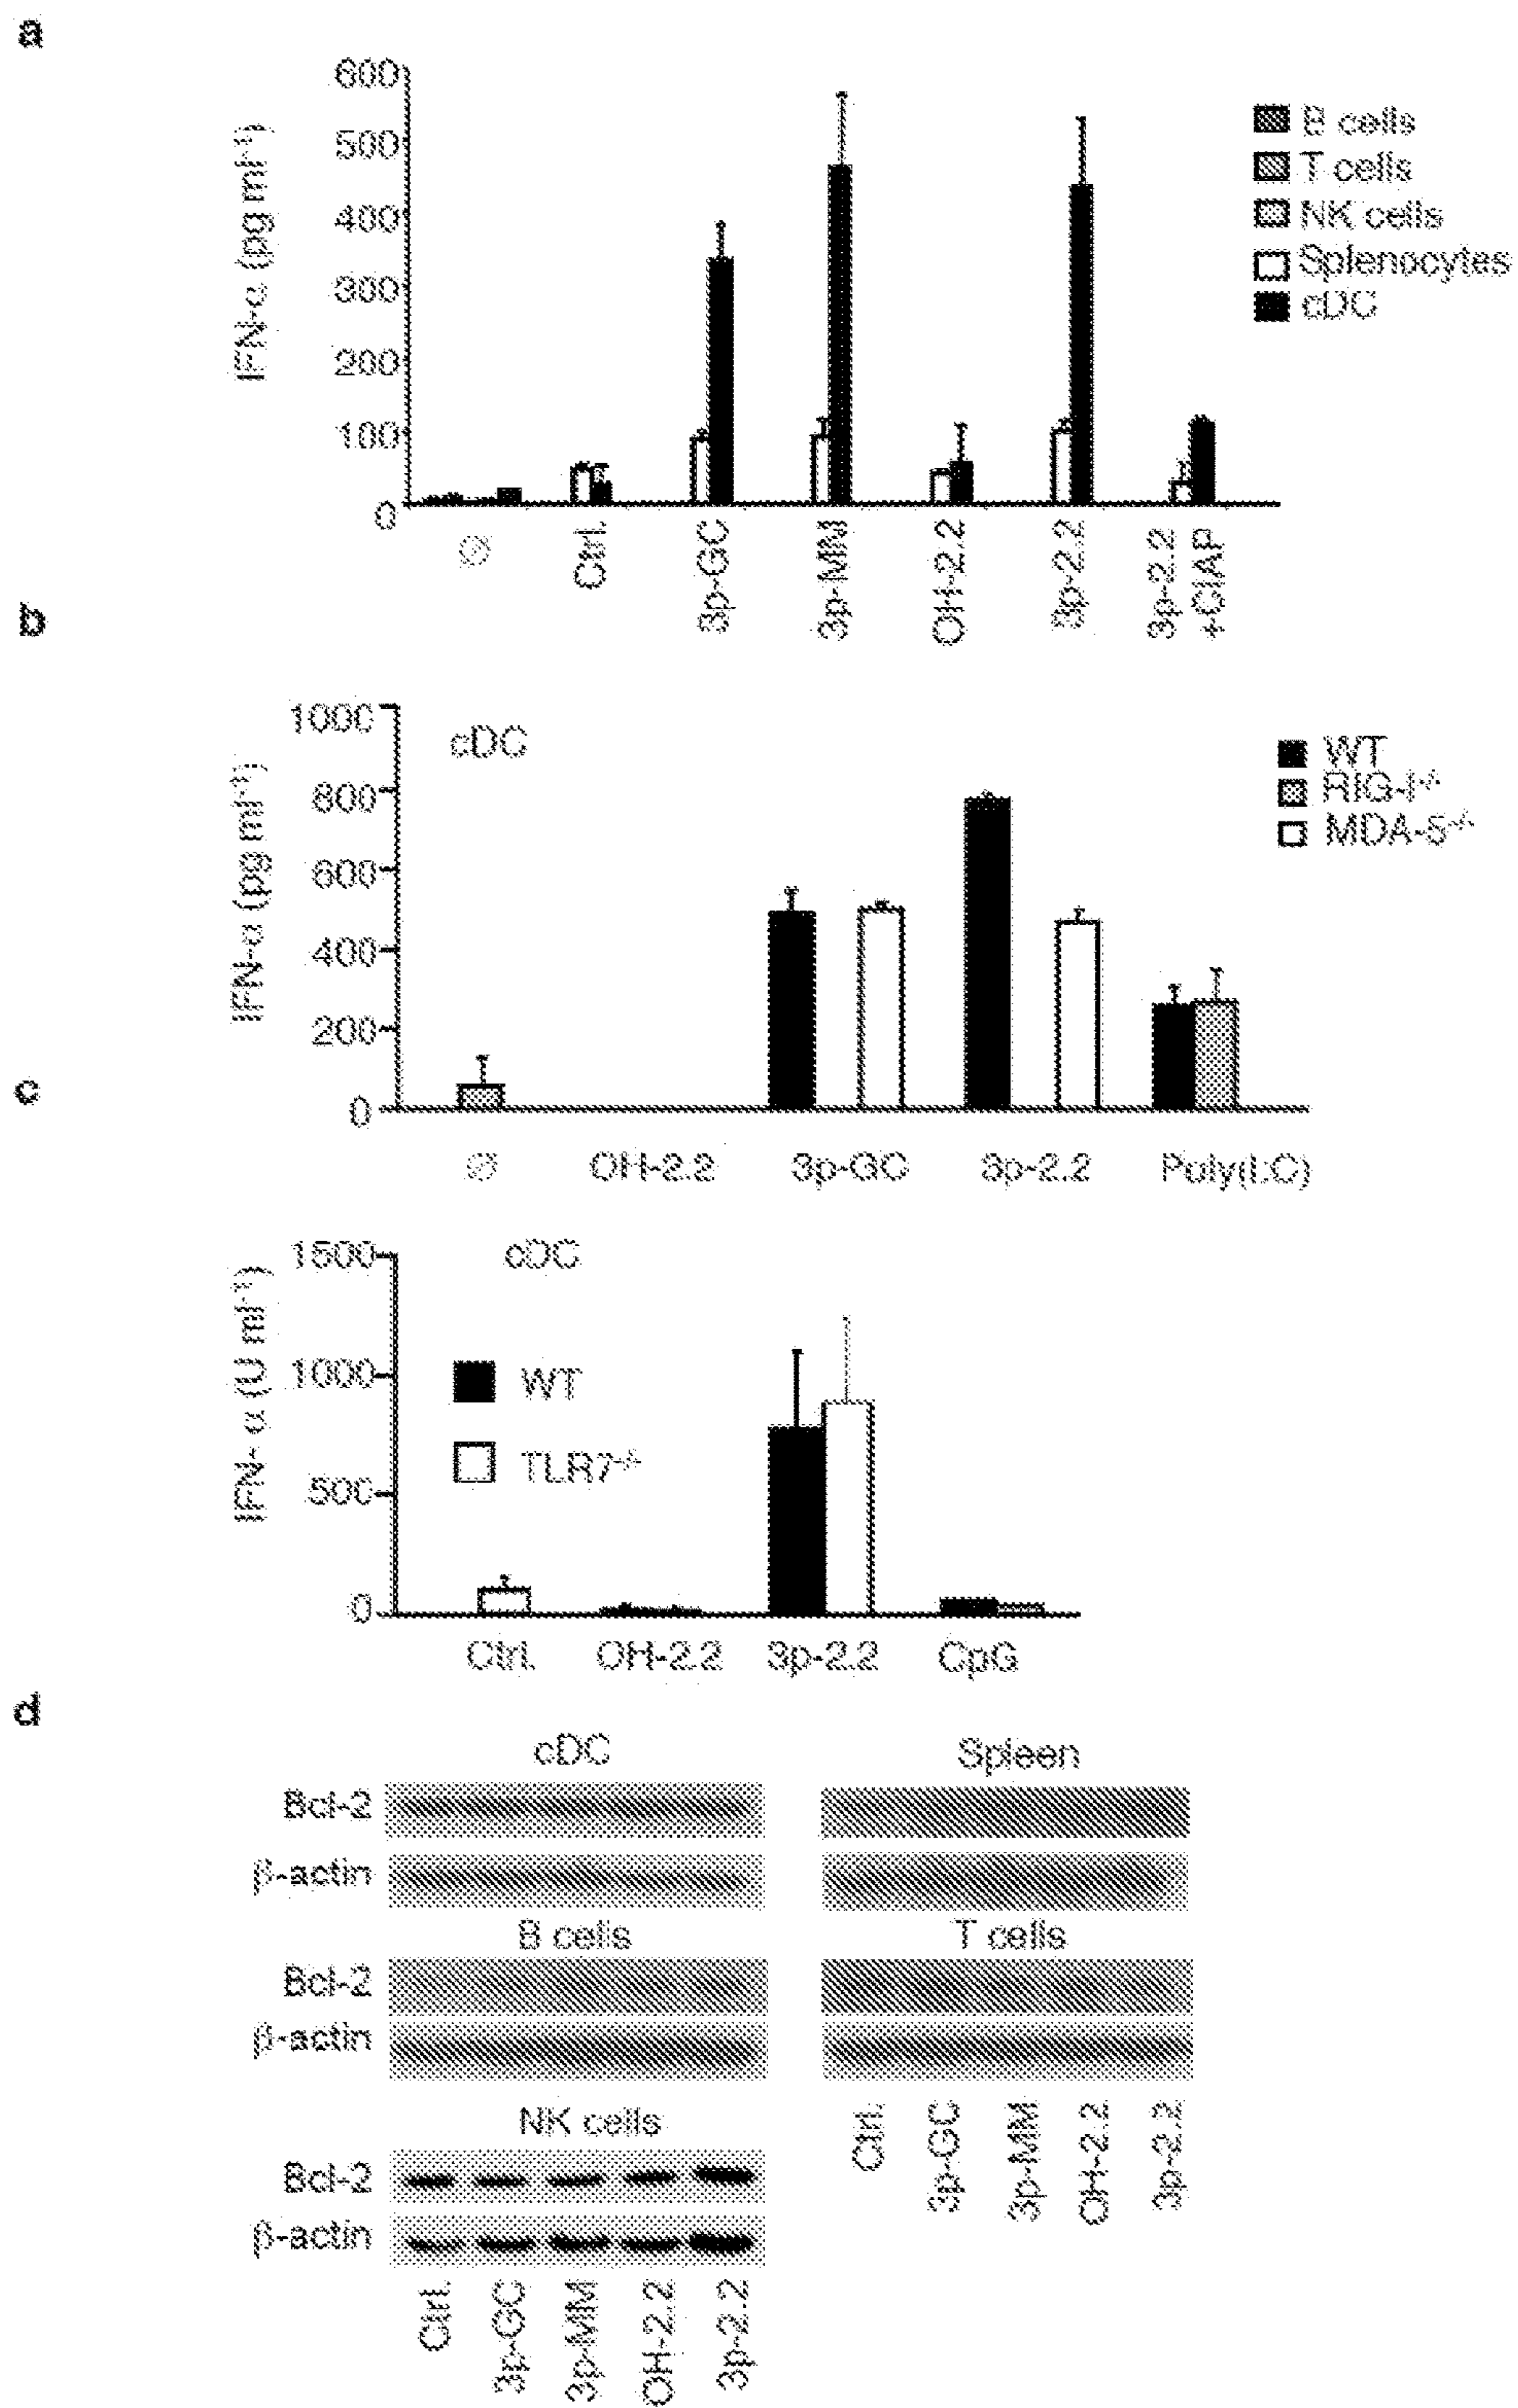 a
IFN-α (pg ml⁻¹)
600
500
400
300
200
100
0
B cells
T cells
NK cells
Splenocytes
cDC
∅
Ctrl.
3p-GC
3p-MM
OH-2.2
3p-2.2
3p-2.2
+CIAP
b
IFN-α (pg ml⁻¹)
1000
800
600
400
200
0
cDC
WT
RIG-I⁻/⁻
MDA-5⁻/⁻
∅
OH-2.2
3p-GC
3p-2.2
Poly(I:C)
c
IFN- α (U ml⁻¹)
1500
1000
500
0
cDC
WT
TLR7⁻/⁻
Ctrl.
OH-2.2
3p-2.2
CpG
d
cDC
Bcl-2
β-actin
Spleen
B cells
Bcl-2
β-actin
T cells
NK cells
Bcl-2
β-actin
Ctrl.
3p-GC
3p-MM
OH-2.2
3p-2.2
Ctrl.
3p-GC
3p-MM
OH-2.2
3p-2.2